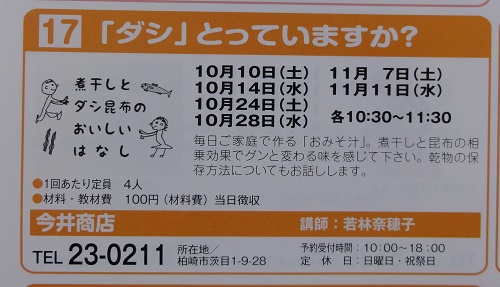 17 「ダシ」とっていますか?
煮干しと
ダシ昆布の
おいしい
はなし
10月10日(土) 11月 7日(土)
10月14日(水) 11月11日(水)
10月24日(土)
10月28日(水) 各10:30～11:30
毎日ご家庭で作る「おみそ汁」。煮干しと昆布の相
乗効果でグンと変わる味を感じて下さい。乾物の保
存方法についてもお話しします。
●1回あたり定員 4人
●材料・教材費 100円(材料費)当日徴収
今井商店 講師：若林奈穂子
TEL 23-0211
所在地／
柏崎市茨目1-9-28
予約受付時間：10:00～18:00
定休日：日曜日・祝祭日